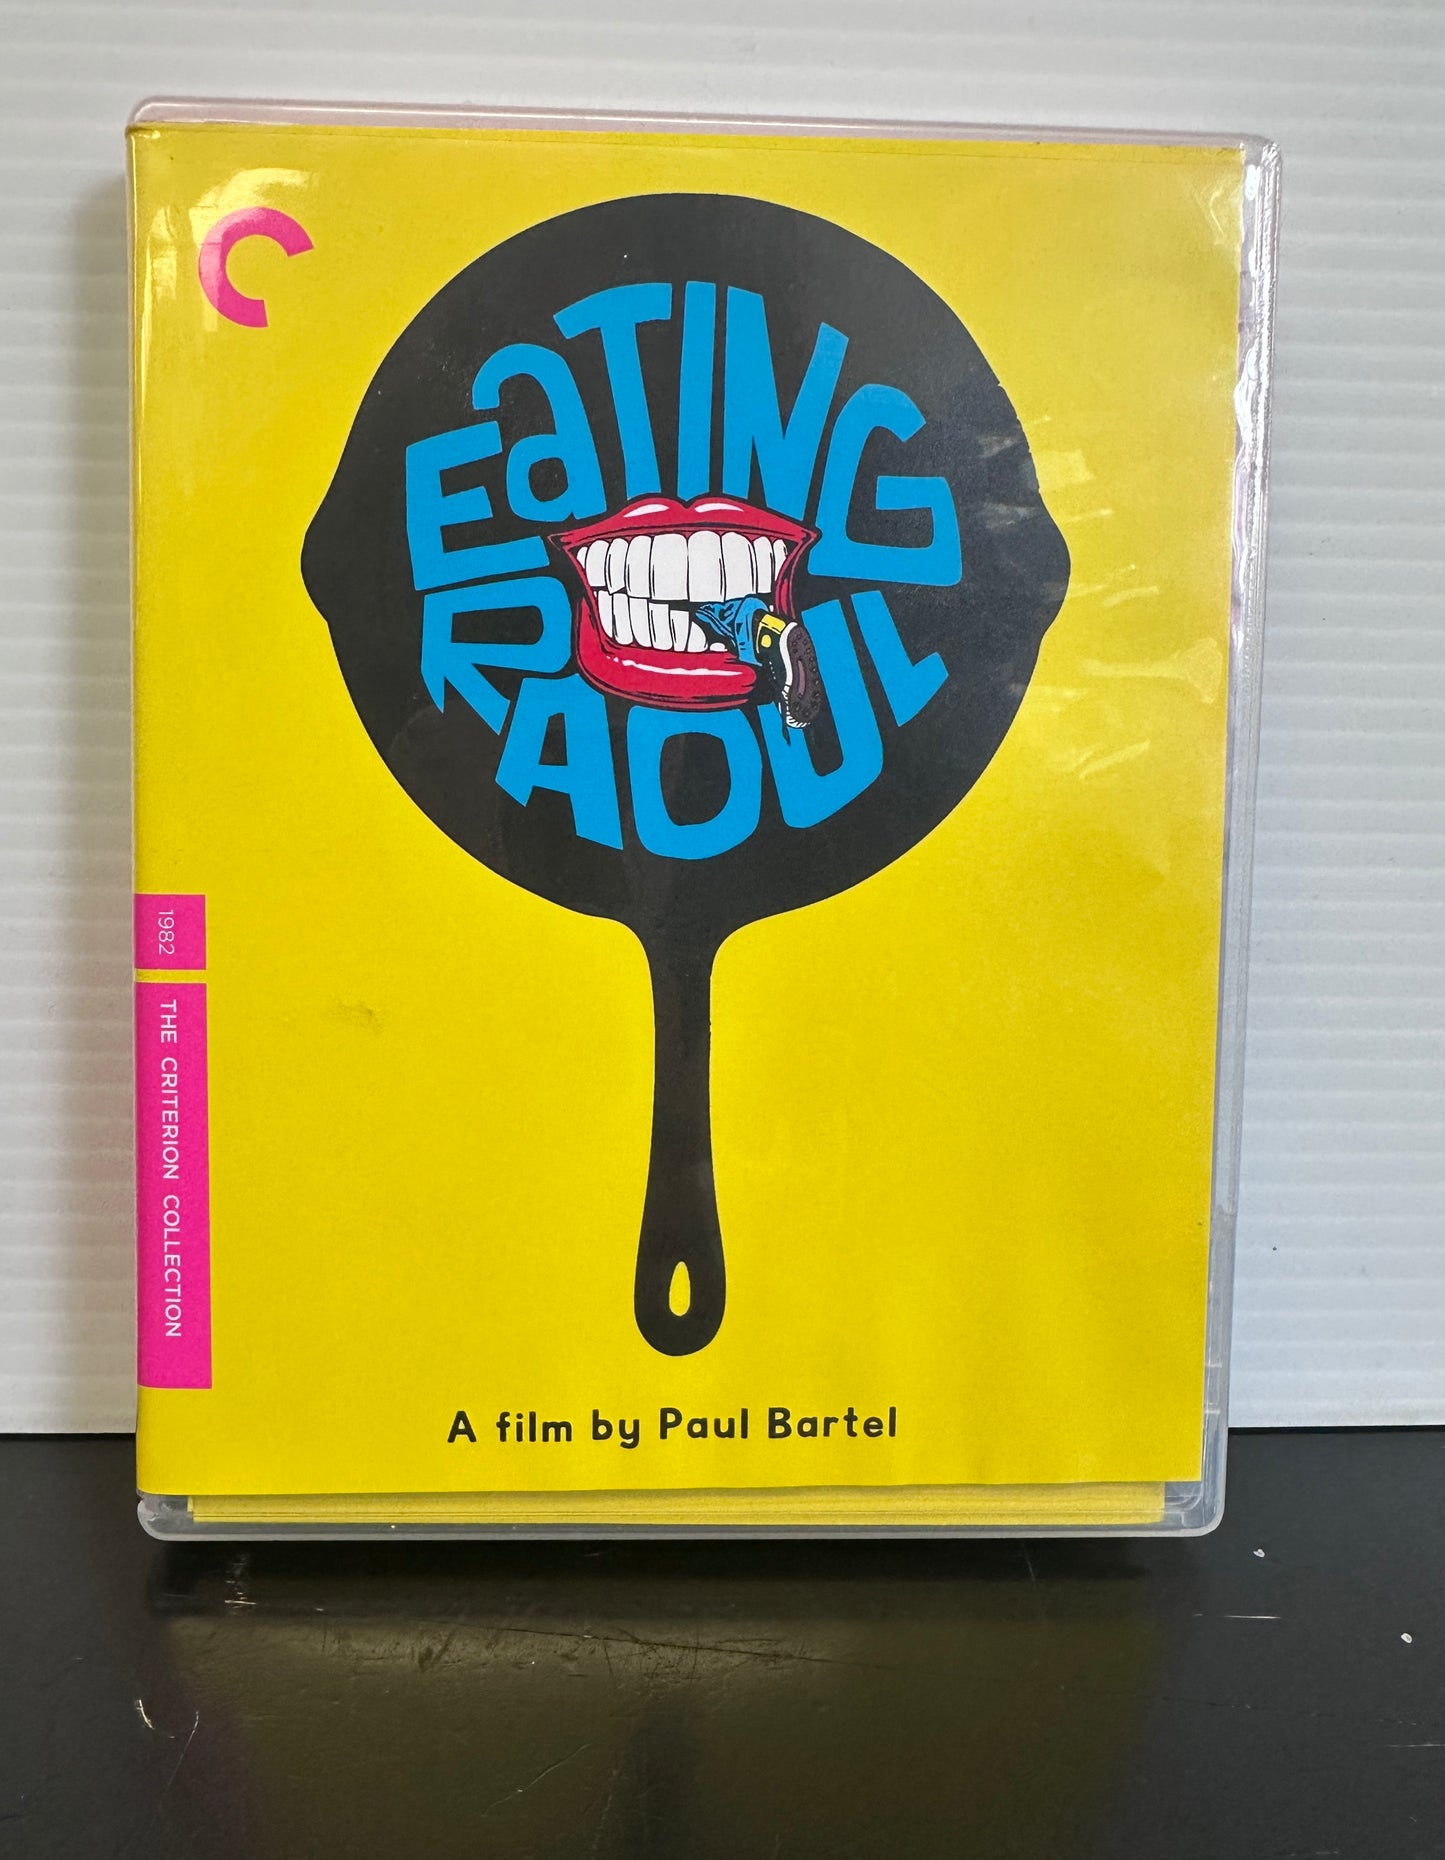 EaTING
RAOUL
1982
THE CRITERION COLLECTION
A film by Paul Bartel